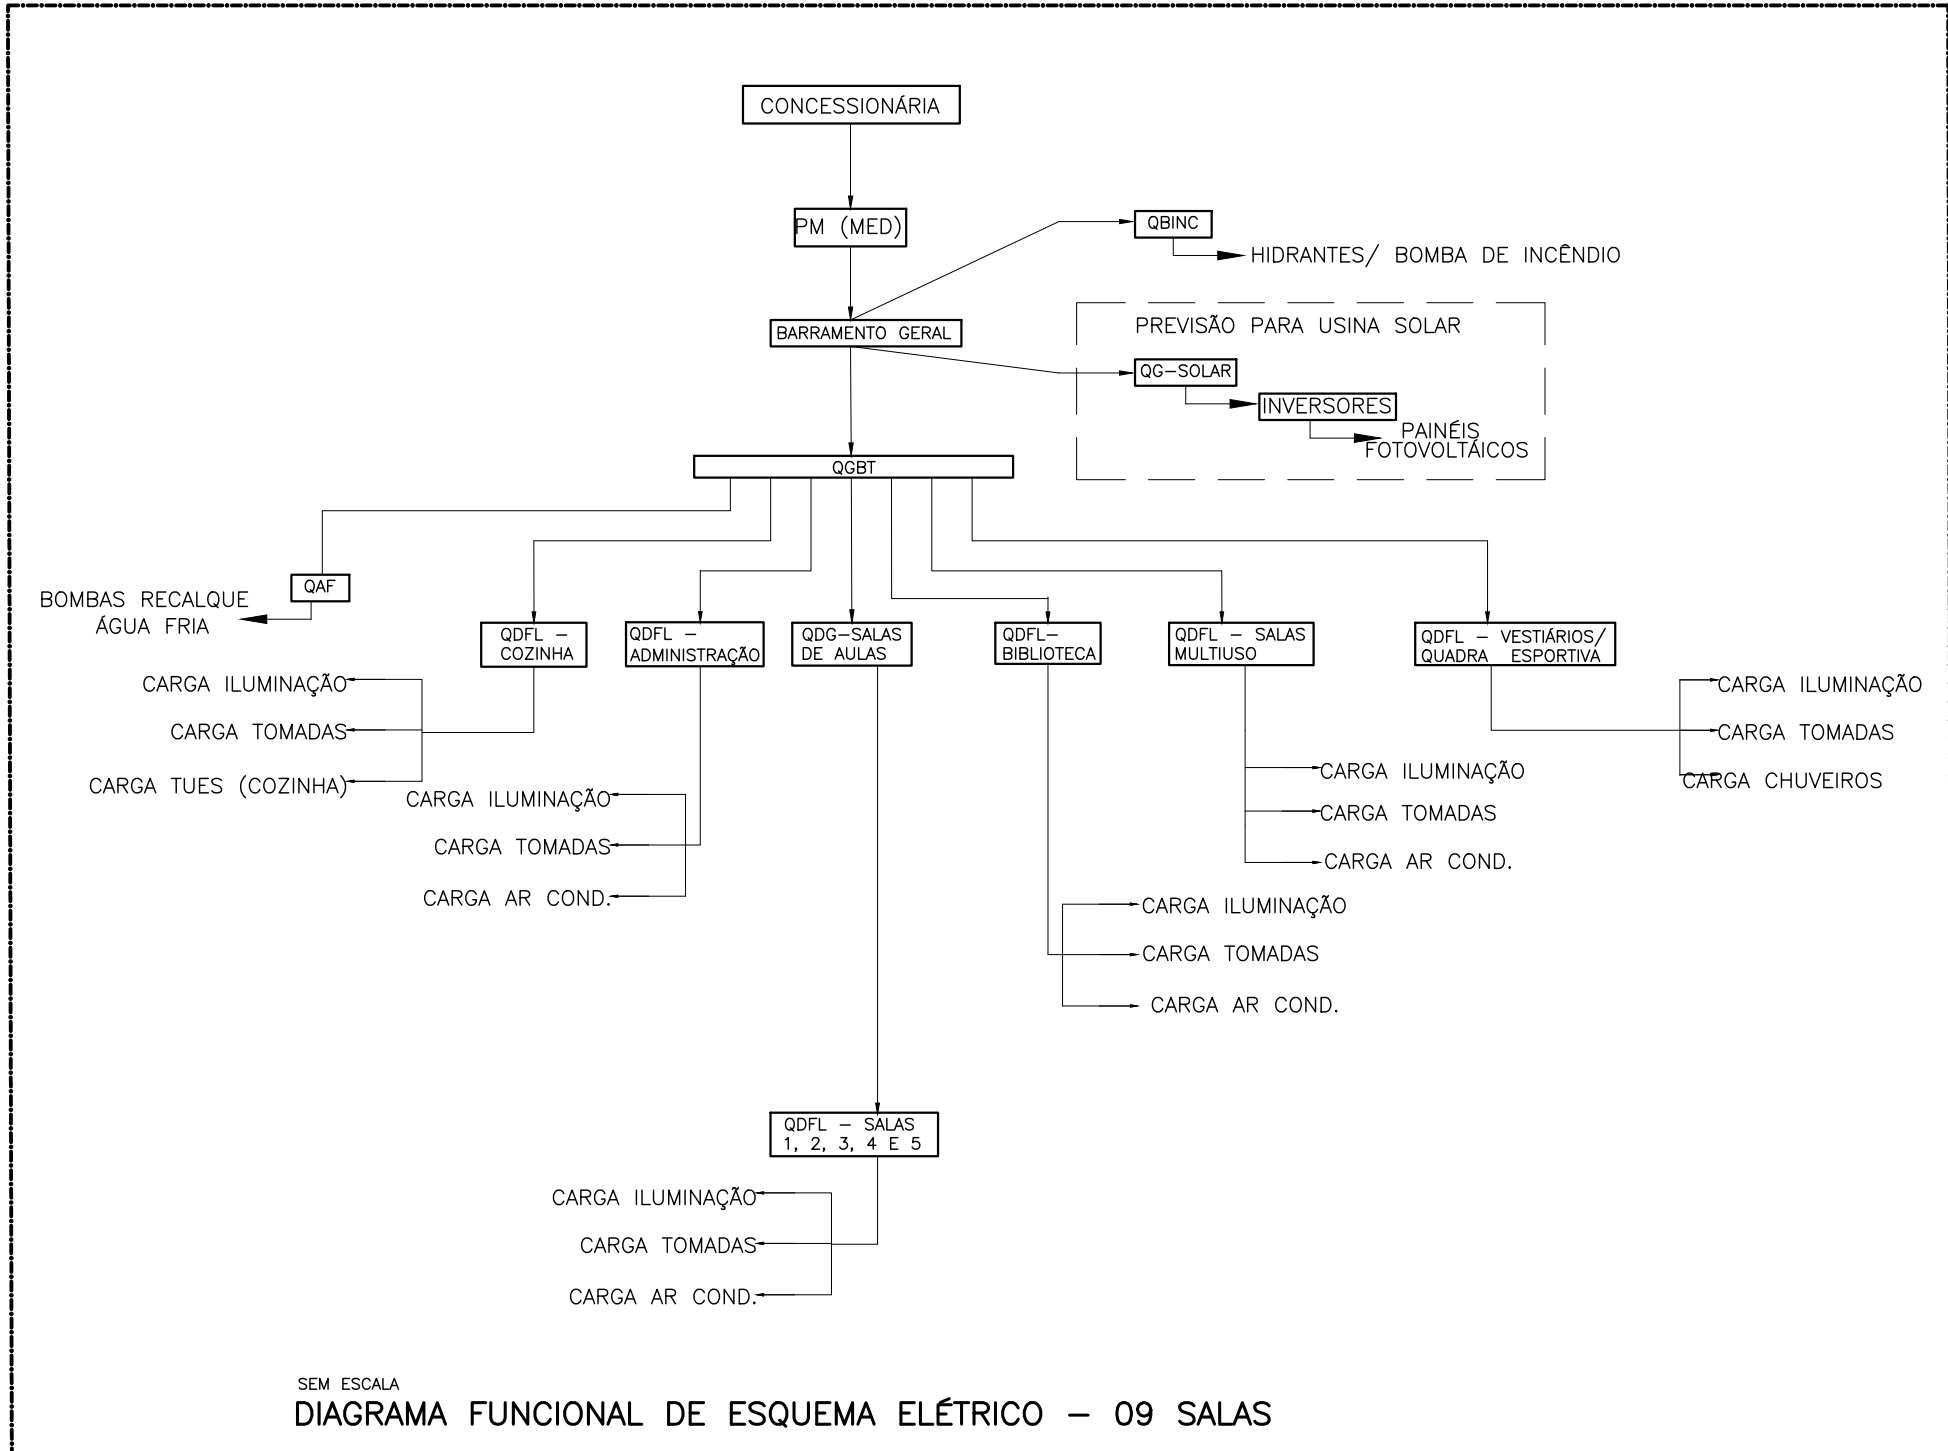 CONCESSIONÁRIA
PM (MED)
QBINC
HIDRANTES/ BOMBA DE INCÊNDIO
BARRAMENTO GERAL
PREVISÃO PARA USINA SOLAR
QG-SOLAR
INVERSORES
PAINÉIS
FOTOVOLTÁICOS
QGBT
QAF
BOMBAS RECALQUE
ÁGUA FRIA
QDFL -
COZINHA
QDFL -
ADMINISTRAÇÃO
QDG-SALAS
DE AULAS
QDFL-
BIBLIOTECA
QDFL - SALAS
MULTIUSO
QDFL - VESTIÁRIOS/
QUADRA ESPORTIVA
CARGA ILUMINAÇÃO
CARGA TOMADAS
CARGA TUES (COZINHA)
CARGA ILUMINAÇÃO
CARGA TOMADAS
CARGA AR COND.
CARGA ILUMINAÇÃO
CARGA TOMADAS
CARGA AR COND.
CARGA ILUMINAÇÃO
CARGA TOMADAS
CARGA CHUVEIROS
CARGA ILUMINAÇÃO
CARGA TOMADAS
CARGA AR COND.
QDFL - SALAS
1, 2, 3, 4 E 5
CARGA ILUMINAÇÃO
CARGA TOMADAS
CARGA AR COND.
SEM ESCALA
DIAGRAMA FUNCIONAL DE ESQUEMA ELÉTRICO - 09 SALAS